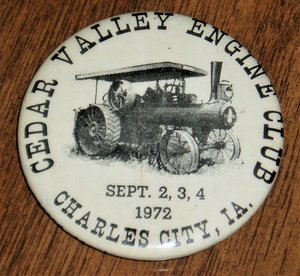 CEDAR VALLEY ENGINE CLUB
SEPT. 2, 3, 4
1972
CHARLES CITY, IA.